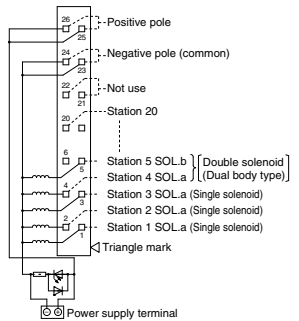 26
Positive pole
25
24
Negative pole (common)
23
22
Not use
21
Station 20
20
6
Station 5 SOL.b
Double solenoid
(Dual body type)
5
Station 4 SOL.a
4
Station 3 SOL.a (Single solenoid)
3
Station 2 SOL.a (Single solenoid)
2
Station 1 SOL.a (Single solenoid)
1
Triangle mark
Power supply terminal